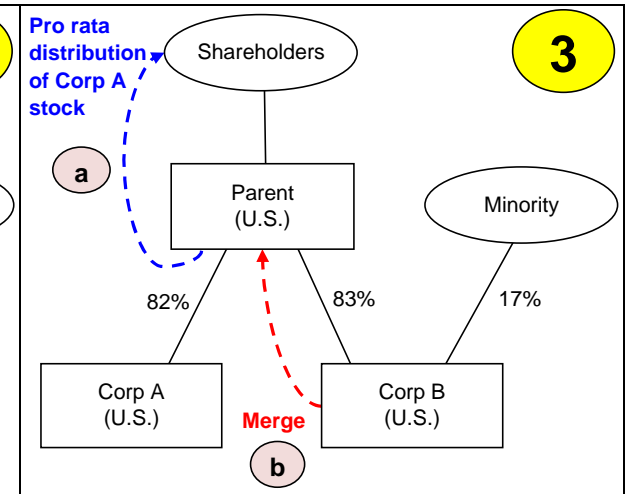 Pro rata
distribution
of Corp A
stock
Shareholders
3
a
Parent
(U.S.)
Minority
82%
83%
17%
Corp A
(U.S.)
Merge
b
Corp B
(U.S.)